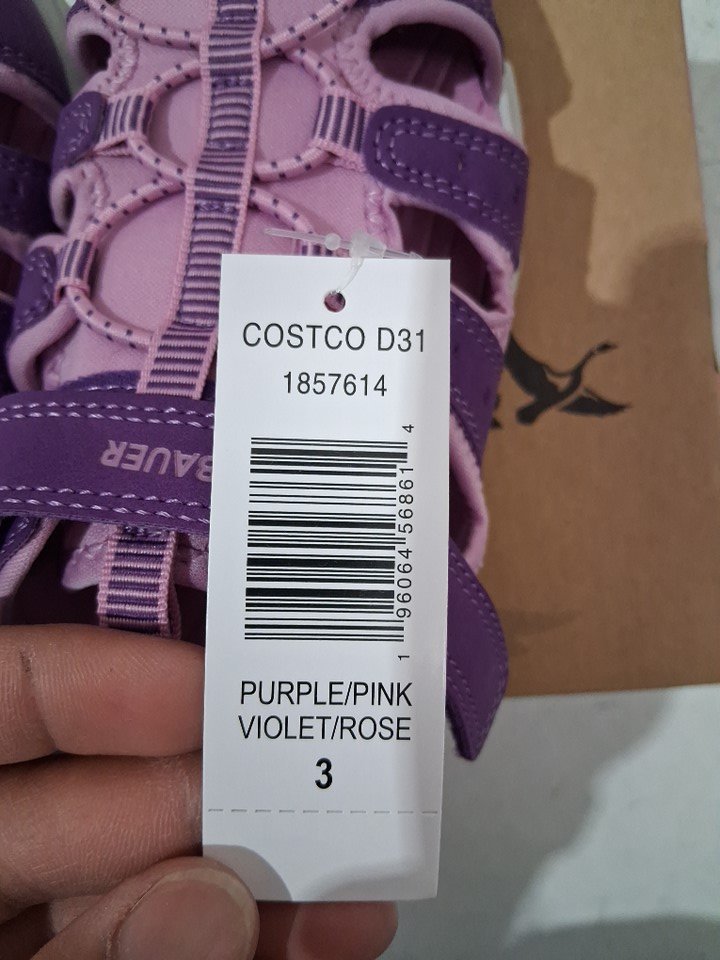 COSTCO D31
1857614
1 96064 56861 4
PURPLE/PINK
VIOLET/ROSE
3
BAUER